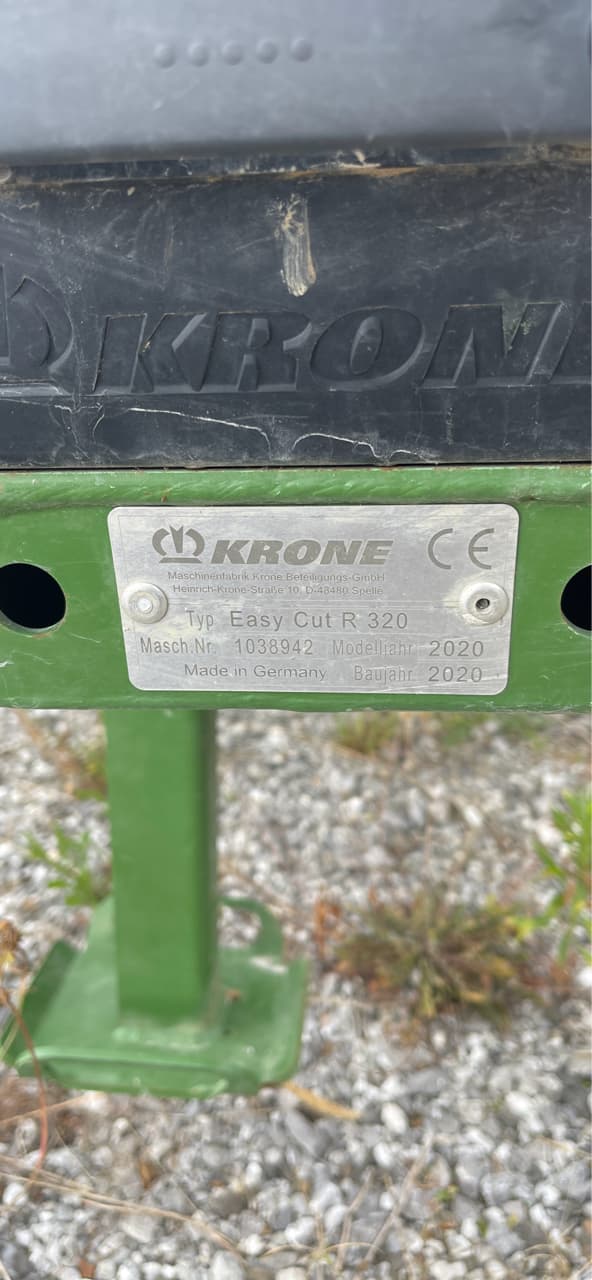 KRONE
KRONE CE
Maschinenfabrik Krone Beteiligungs-GmbH
Heinrich-Krone-Straße 10, D-48480 Spelle
Typ Easy Cut R 320
Masch.Nr. 1038942 Modelljahr 2020
Made in Germany Baujahr 2020